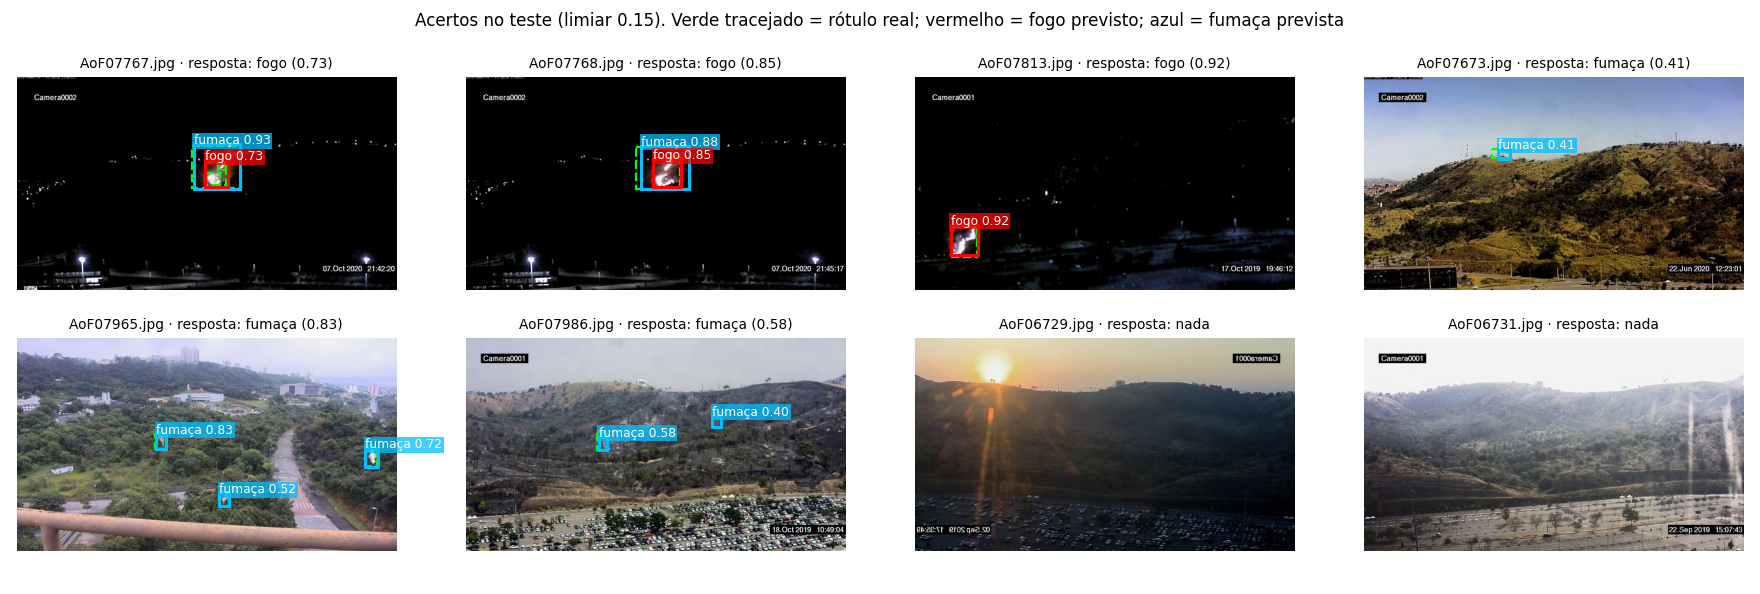 Acertos no teste (limiar 0.15). Verde tracejado = rótulo real; vermelho = fogo previsto; azul = fumaça prevista
AoF07767.jpg · resposta: fogo (0.73)
Camera0002
fumaça 0.93
fogo 0.73
07.Oct 2020 21:42:20
AoF07768.jpg · resposta: fogo (0.85)
Camera0002
fumaça 0.88
fogo 0.85
07.Oct 2020 21:45:17
AoF07813.jpg · resposta: fogo (0.92)
Camera0001
fogo 0.92
17.Oct 2019 19:46:12
AoF07673.jpg · resposta: fumaça (0.41)
Camera0002
fumaça 0.41
22.Jun 2020 12:23:01
AoF07965.jpg · resposta: fumaça (0.83)
fumaça 0.83
fumaça 0.72
fumaça 0.52
AoF07986.jpg · resposta: fumaça (0.58)
Camera0001
fumaça 0.40
fumaça 0.58
18.Oct 2019 10:49:04
AoF06729.jpg · resposta: nada
Camera0001
02.Sep 2019 17:35:49
AoF06731.jpg · resposta: nada
Camera0001
22.Sep 2019 15:07:43